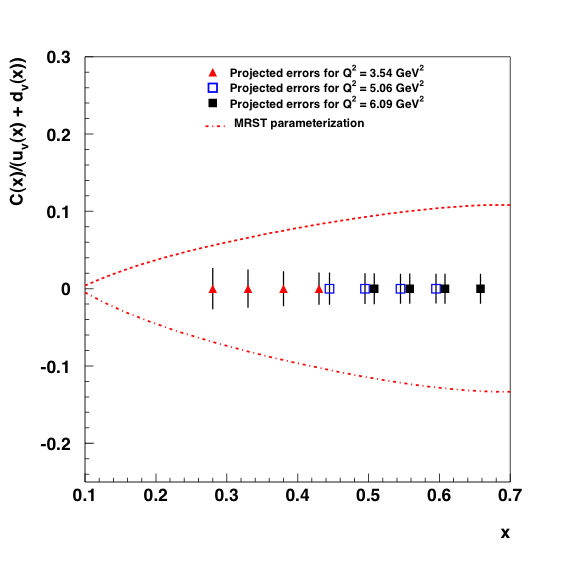 0.3
0.2
0.1
0
-0.1
-0.2
C(x)/(u_v(x) + d_v(x))
Projected errors for Q² = 3.54 GeV²
Projected errors for Q² = 5.06 GeV²
Projected errors for Q² = 6.09 GeV²
MRST parameterization
0.1 0.2 0.3 0.4 0.5 0.6 0.7
x